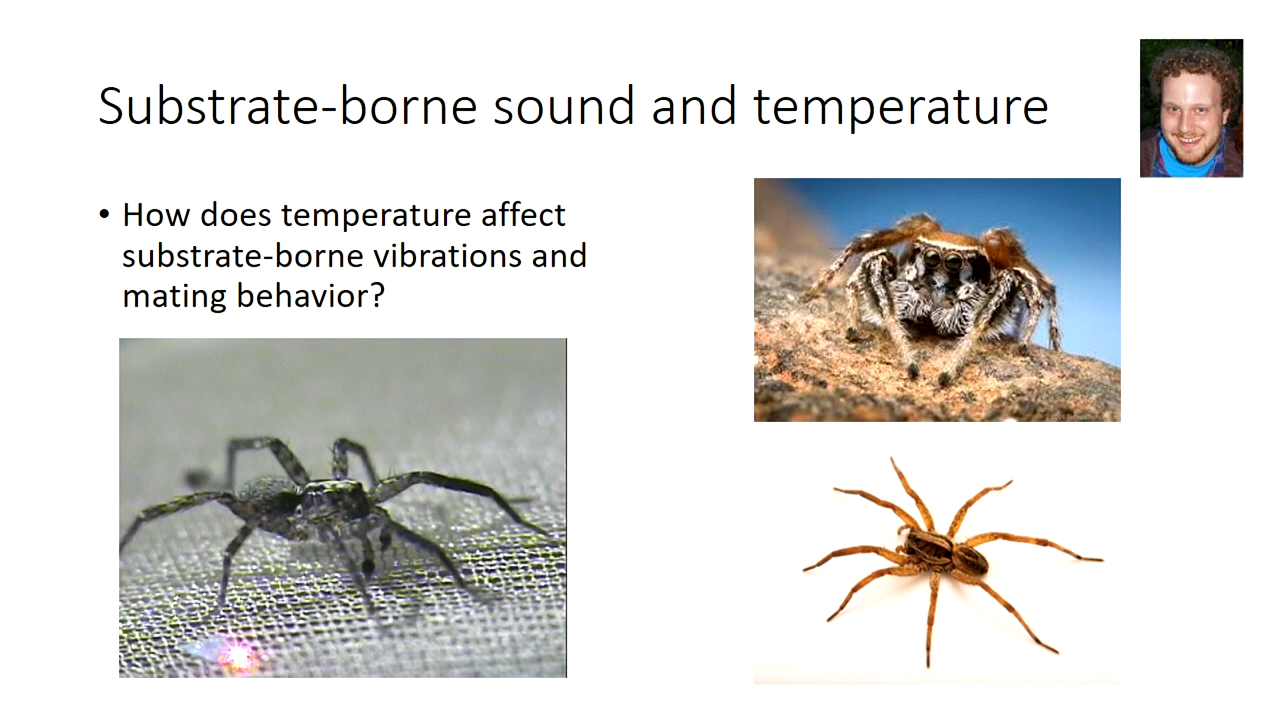 Substrate-borne sound and temperature
• How does temperature affect
substrate-borne vibrations and
mating behavior?